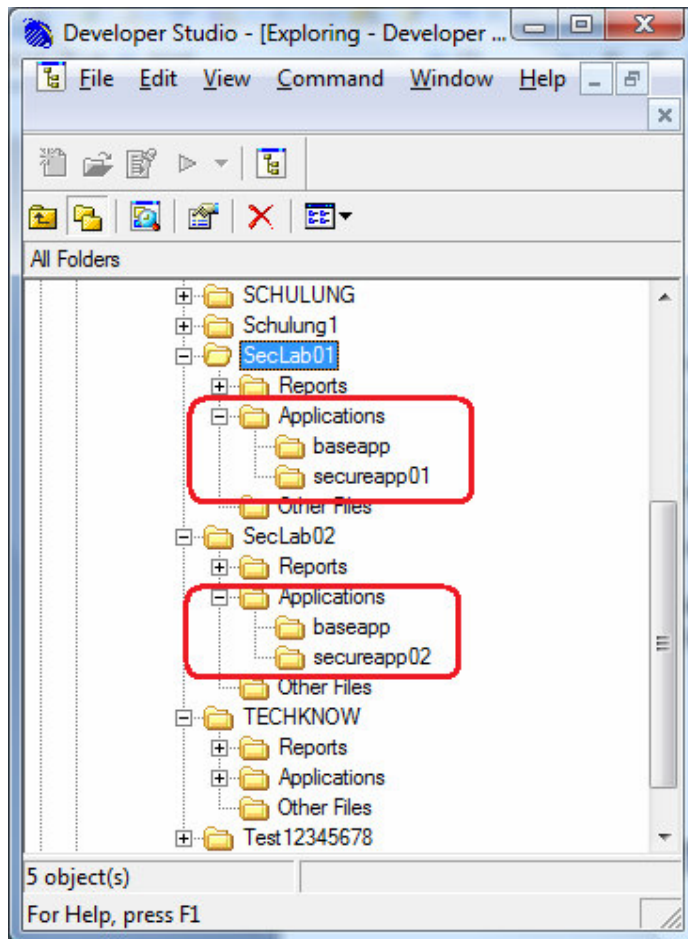 Developer Studio - [Exploring - Developer ...
File Edit View Command Window Help
All Folders
SCHULUNG
Schulung1
SecLab01
Reports
Applications
baseapp
secureapp01
Other Files
SecLab02
Reports
Applications
baseapp
secureapp02
Other Files
TECHKNOW
Reports
Applications
Other Files
Test12345678
5 object(s)
For Help, press F1